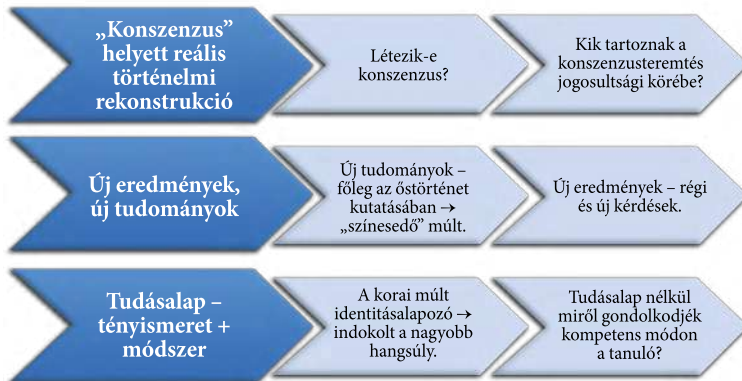 „Konszenzus”
helyett reális
történelmi
rekonstrukció
Létezik-e
konszenzus?
Kik tartoznak a
konszenzusteremtés
jogosultsági körébe?
Új eredmények,
új tudományok
Új tudományok –
főleg az őstörténet
kutatásában →
„színesedő” múlt.
Új eredmények – régi
és új kérdések.
Tudásalap –
tényismeret +
módszer
A korai múlt
identitásalapozó →
indokolt a nagyobb
hangsúly.
Tudásalap nélkül
miről gondolkodjék
kompetens módon
a tanuló?